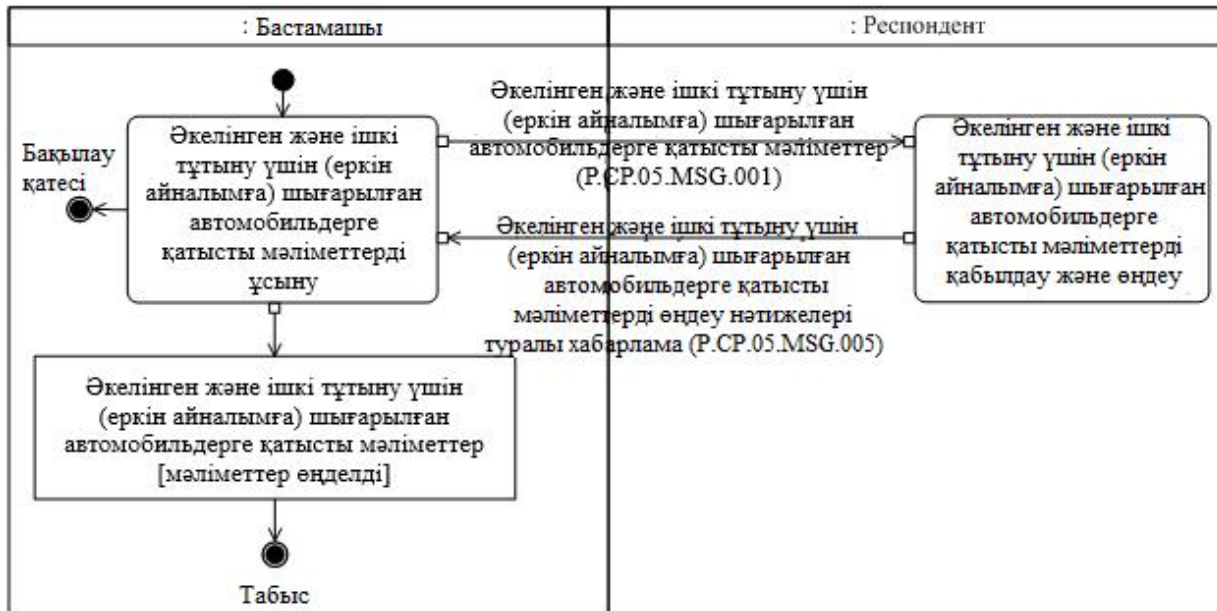 : Бастамашы
: Респондент
Бақылау
қатесі
Әкелінген және ішкі
тұтыну үшін (еркін
айналымға) шығарылған
автомобильдерге
қатысты мәліметтерді
ұсыну
Әкелінген және ішкі тұтыну үшін
(еркін айналымға) шығарылған
автомобильдерге қатысты мәліметтер
(P.CP.05.MSG.001)
Әкелінген және ішкі тұтыну үшін
(еркін айналымға) шығарылған
автомобильдерге қатысты
мәліметтерді өңдеу нәтижелері
туралы хабарлама (P.CP.05.MSG.005)
Әкелінген және ішкі
тұтыну үшін (еркін
айналымға) шығарылған
автомобильдерге
қатысты мәліметтерді
қабылдау және өңдеу
Әкелінген және ішкі тұтыну үшін
(еркін айналымға) шығарылған
автомобильдерге қатысты мәліметтер
[мәліметтер өңделді]
Табыс